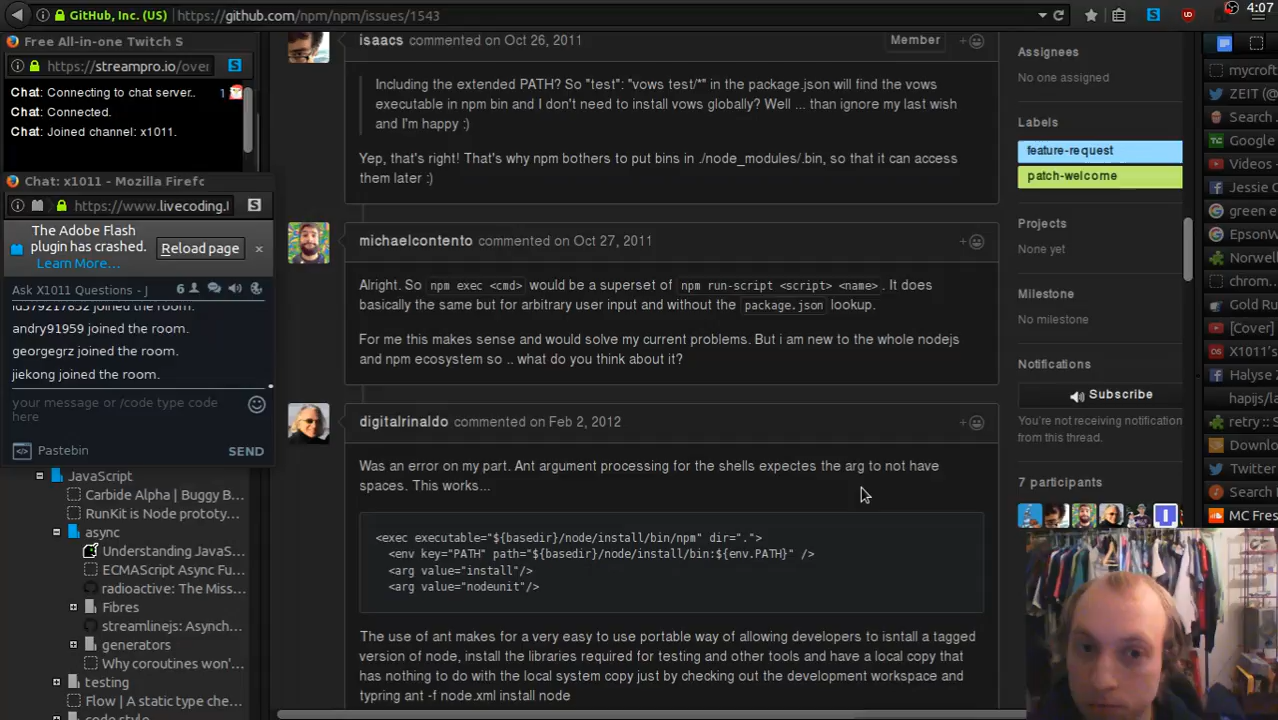 GitHub, Inc. (US)
https://github.com/npm/npm/issues/1543
4:07
Free All-in-one Twitch S
https://streampro.io/over
Chat: Connecting to chat server..
1
Chat: Connected.
Chat: Joined channel: x1011.
Chat: x1011 - Mozilla Firefc
https://www.livecoding.t
The Adobe Flash
plugin has crashed.
Learn More...
Reload page
Ask X1011 Questions - J
6
andry91959 joined the room.
georgegrz joined the room.
jiekong joined the room.
your message or /code type code
here
Pastebin
SEND
JavaScript
Carbide Alpha | Buggy B...
RunKit is Node prototy...
async
Understanding JavaS...
ECMAScript Async Fu...
radioactive: The Miss...
Fibres
streamlinejs: Asynch...
generators
Why coroutines won'...
testing
Flow | A static type che...
code style
isaacs commented on Oct 26, 2011
Member
Including the extended PATH? So "test": "vows test/*" in the package.json will find the vows
executable in npm bin and I don't need to install vows globally? Well ... than ignore my last wish
and I'm happy :)
Yep, that's right! That's why npm bothers to put bins in ./node_modules/.bin, so that it can access
them later :)
michaelcontento commented on Oct 27, 2011
Alright. So npm exec <cmd> would be a superset of npm run-script <script> <name>. It does
basically the same but for arbitrary user input and without the package.json lookup.
For me this makes sense and would solve my current problems. But i am new to the whole nodejs
and npm ecosystem so .. what do you think about it?
digitalrinaldo commented on Feb 2, 2012
Was an error on my part. Ant argument processing for the shells expectes the arg to not have
spaces. This works...
<exec executable="${basedir}/node/install/bin/npm" dir=".">
<env key="PATH" path="${basedir}/node/install/bin:${env.PATH}" />
<arg value="install"/>
<arg value="nodeunit"/>
The use of ant makes for a very easy to use portable way of allowing developers to isntall a tagged
version of node, install the libraries required for testing and other tools and have a local copy that
has nothing to do with the local system copy just by checking out the development workspace and
typing ant -f node.xml install node
Assignees
No one assigned
Labels
feature-request
patch-welcome
Projects
None yet
Milestone
No milestone
Notifications
Subscribe
You're not receiving notification
from this thread.
7 participants
mycroft
ZEIT (@
Search .
Google
Videos -
Jessie C
green e
EpsonW
Norwell
chrom...
Gold Ru
[Cover]
X1011's
Halyse Z
hapijs/la
retry :: S
Downlo
Twitter
Search
MC Fres